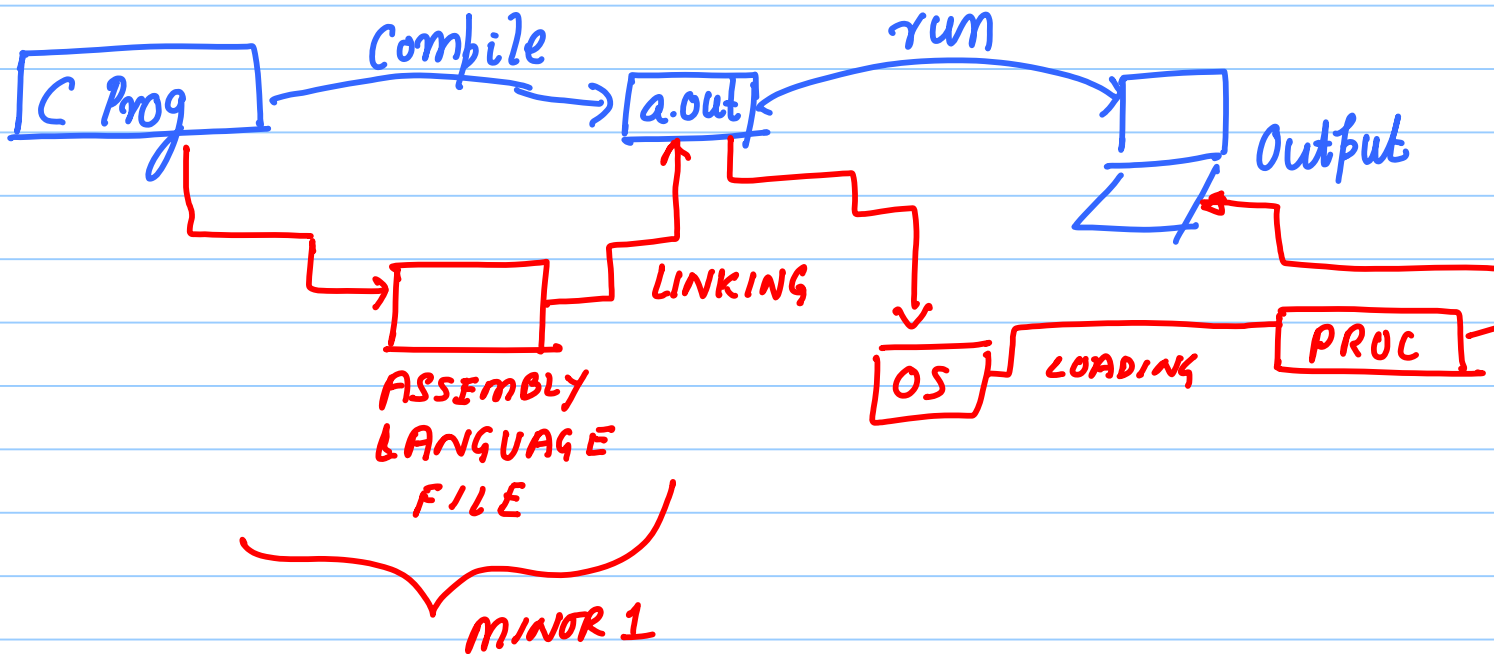 Compile
run
C Prog
a.out
Output
LINKING
PROC
OS
LOADING
ASSEMBLY
LANGUAGE
FILE
MINOR 1